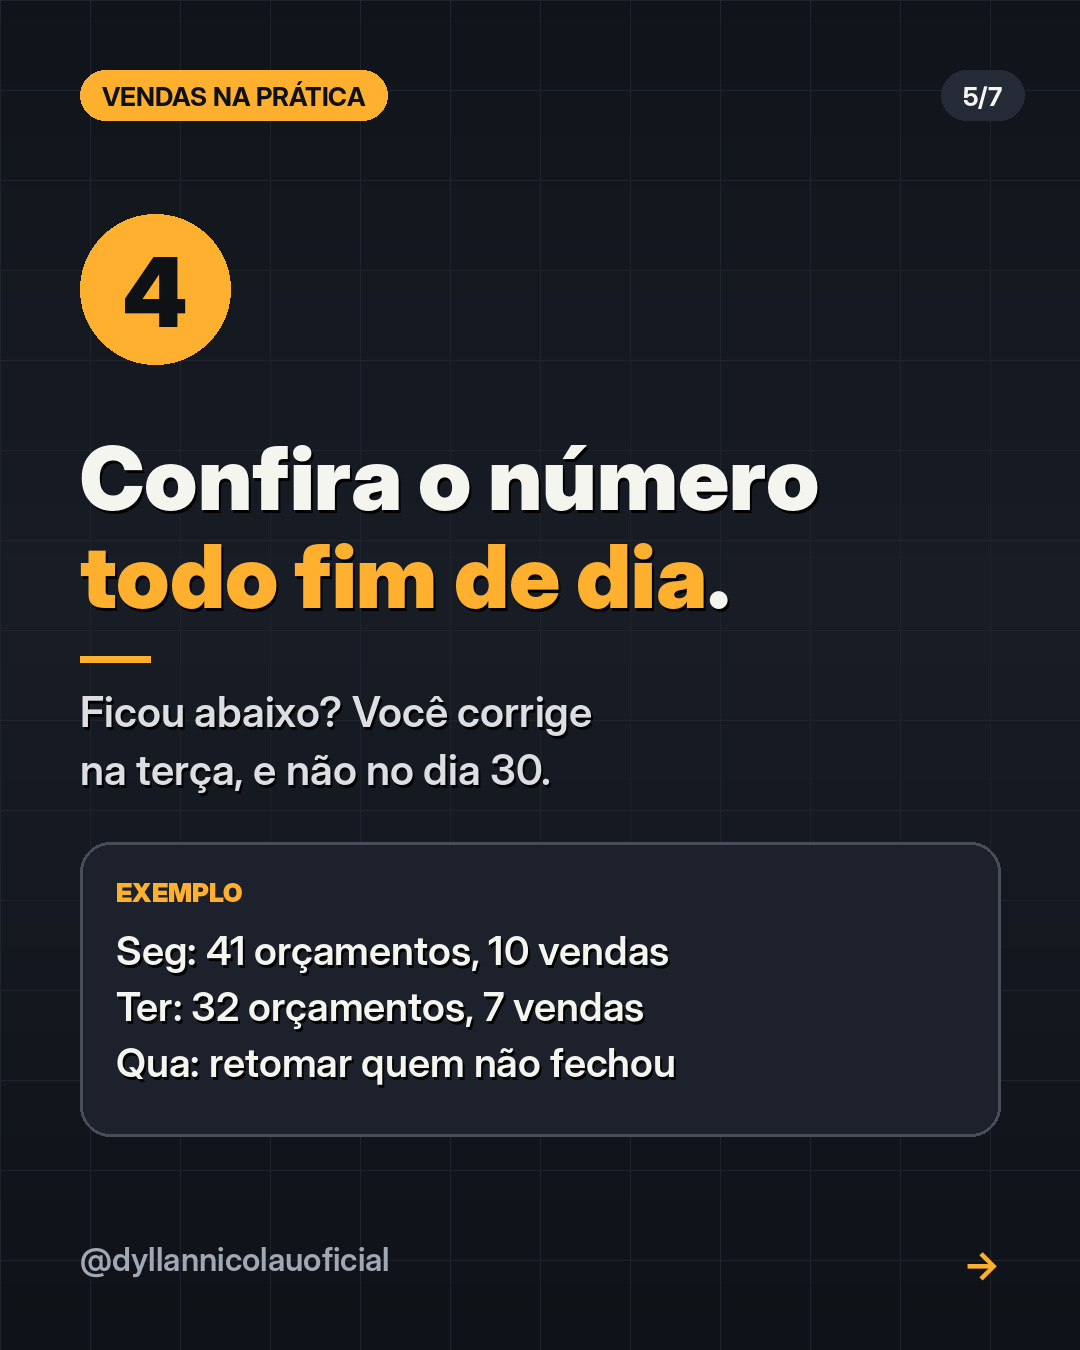 VENDAS NA PRÁTICA
5/7
4
Confira o número
todo fim de dia.
Ficou abaixo? Você corrige
na terça, e não no dia 30.
EXEMPLO
Seg: 41 orçamentos, 10 vendas
Ter: 32 orçamentos, 7 vendas
Qua: retomar quem não fechou
@dyllannicolauoficial
→